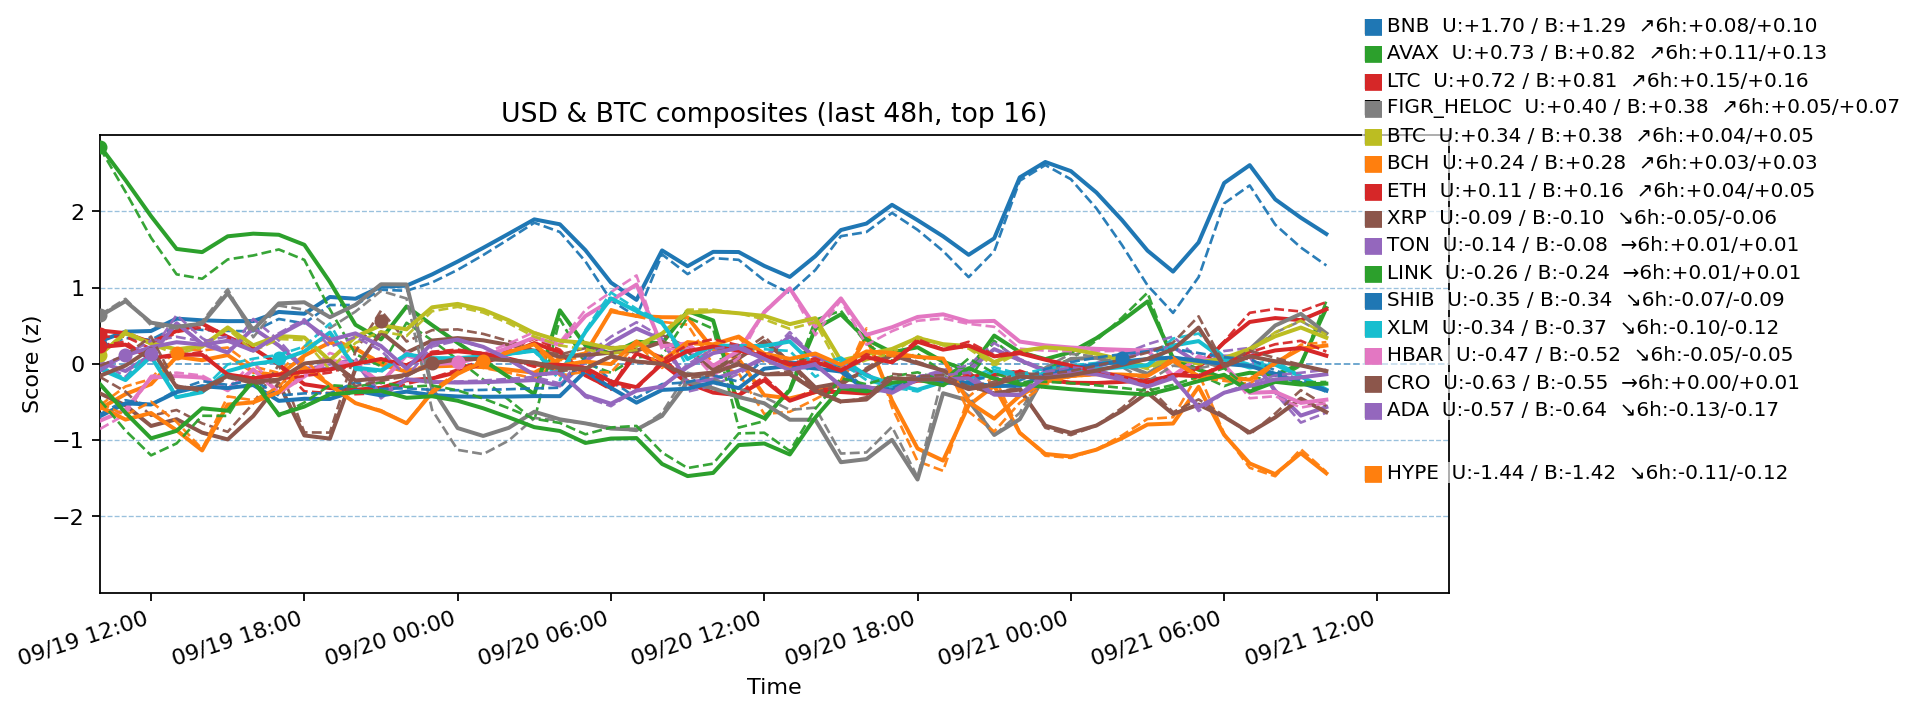 BNB U:+1.70 / B:+1.29 ↗6h:+0.08/+0.10
AVAX U:+0.73 / B:+0.82 ↗6h:+0.11/+0.13
LTC U:+0.72 / B:+0.81 ↗6h:+0.15/+0.16
FIGR_HELOC U:+0.40 / B:+0.38 ↗6h:+0.05/+0.07
BTC U:+0.34 / B:+0.38 ↗6h:+0.04/+0.05
BCH U:+0.24 / B:+0.28 ↗6h:+0.03/+0.03
ETH U:+0.11 / B:+0.16 ↗6h:+0.04/+0.05
XRP U:-0.09 / B:-0.10 ↘6h:-0.05/-0.06
TON U:-0.14 / B:-0.08 →6h:+0.01/+0.01
LINK U:-0.26 / B:-0.24 →6h:+0.01/+0.01
SHIB U:-0.35 / B:-0.34 ↘6h:-0.07/-0.09
XLM U:-0.34 / B:-0.37 ↘6h:-0.10/-0.12
HBAR U:-0.47 / B:-0.52 ↘6h:-0.05/-0.05
CRO U:-0.63 / B:-0.55 →6h:+0.00/+0.01
ADA U:-0.57 / B:-0.64 ↘6h:-0.13/-0.17
HYPE U:-1.44 / B:-1.42 ↘6h:-0.11/-0.12
USD & BTC composites (last 48h, top 16)
Score (z)
2
1
0
−1
−2
09/19 12:00
09/19 18:00
09/20 00:00
09/20 06:00
09/20 12:00
09/20 18:00
09/21 00:00
09/21 06:00
09/21 12:00
Time